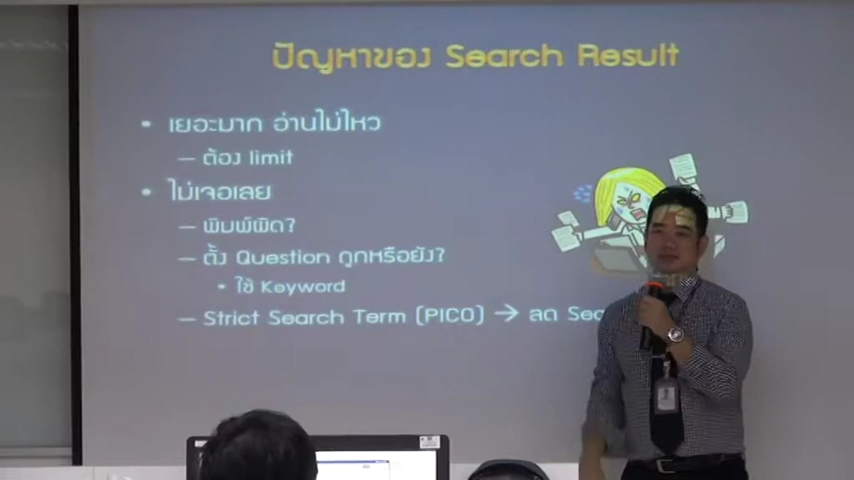 ปัญหาของ Search Result
• เยอะมาก อ่านไม่ไหว
– ต้อง limit
• ไม่เจอเลย
– พิมพ์ผิด?
– ตั้ง Question ถูกหรือยัง?
• ใช้ Keyword
– Strict Search Term (PICO) → ลด